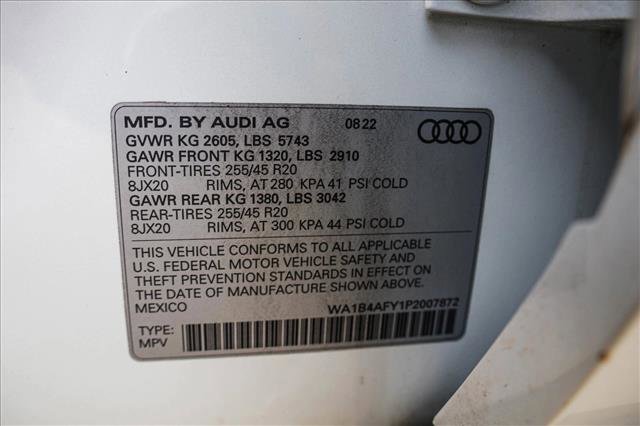 MFD. BY AUDI AG 08 22
GVWR KG 2605, LBS 5743
GAWR FRONT KG 1320, LBS 2910
FRONT-TIRES 255/45 R20
8JX20 RIMS, AT 280 KPA 41 PSI COLD
GAWR REAR KG 1380, LBS 3042
REAR-TIRES 255/45 R20
8JX20 RIMS, AT 300 KPA 44 PSI COLD
THIS VEHICLE CONFORMS TO ALL APPLICABLE
U.S. FEDERAL MOTOR VEHICLE SAFETY AND
THEFT PREVENTION STANDARDS IN EFFECT ON
THE DATE OF MANUFACTURE SHOWN ABOVE.
MEXICO WA1B4AFY1P2007872
TYPE:
MPV